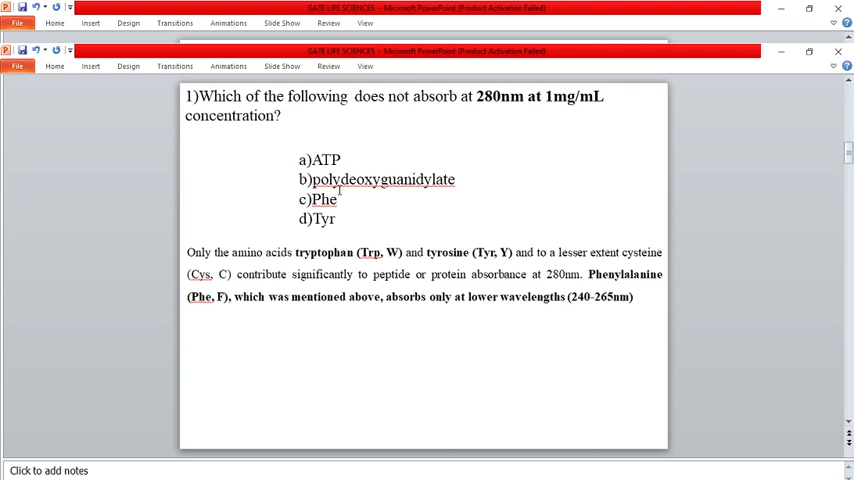 GATE LIFE SCIENCES - Microsoft PowerPoint (Product Activation Failed)
File Home Insert Design Transitions Animations Slide Show Review View
GATE LIFE SCIENCES - Microsoft PowerPoint (Product Activation Failed)
File Home Insert Design Transitions Animations Slide Show Review View
1)Which of the following does not absorb at 280nm at 1mg/mL
concentration?
a)ATP
b)polydeoxyguanidylate
c)Phe
d)Tyr
Only the amino acids tryptophan (Trp, W) and tyrosine (Tyr, Y) and to a lesser extent cysteine
(Cys, C) contribute significantly to peptide or protein absorbance at 280nm. Phenylalanine
(Phe, F), which was mentioned above, absorbs only at lower wavelengths (240-265nm)
Click to add notes